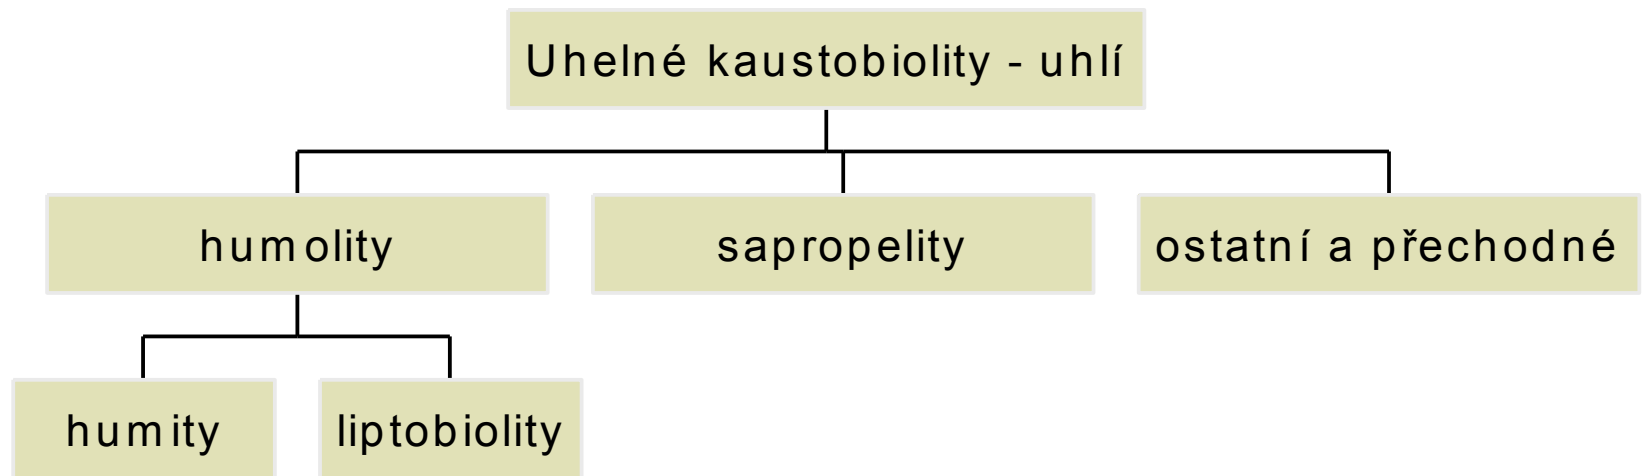 Uhelné kaustobiolity - uhlí
humolity
sapropelity
ostatní a přechodné
humity
liptobiolity